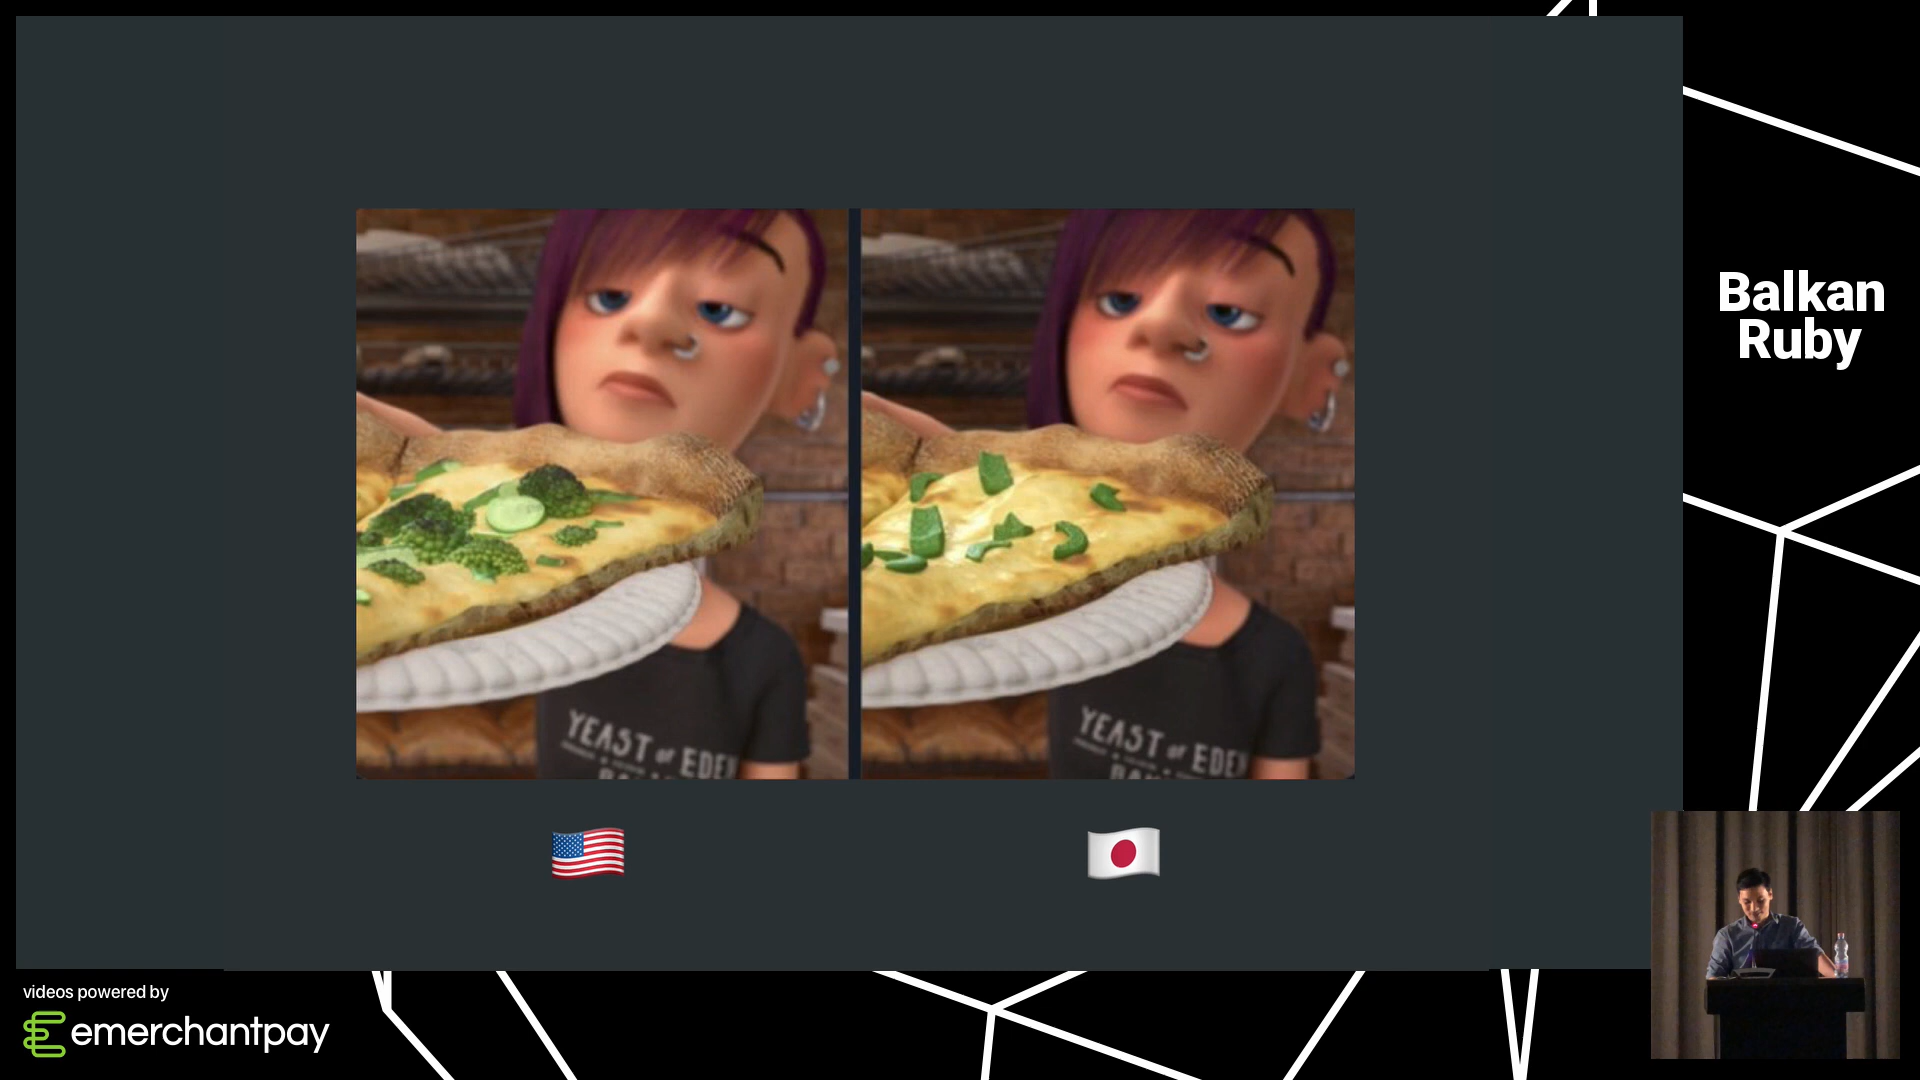 Balkan
Ruby
YEAST of EDEN
YEAST of EDEN
videos powered by
emerchantpay